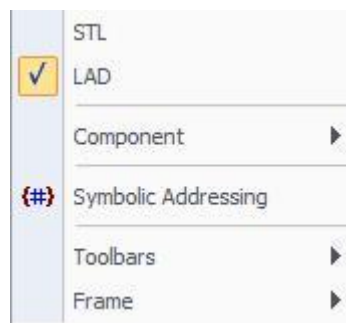 STL
LAD
Component
{#} Symbolic Addressing
Toolbars
Frame